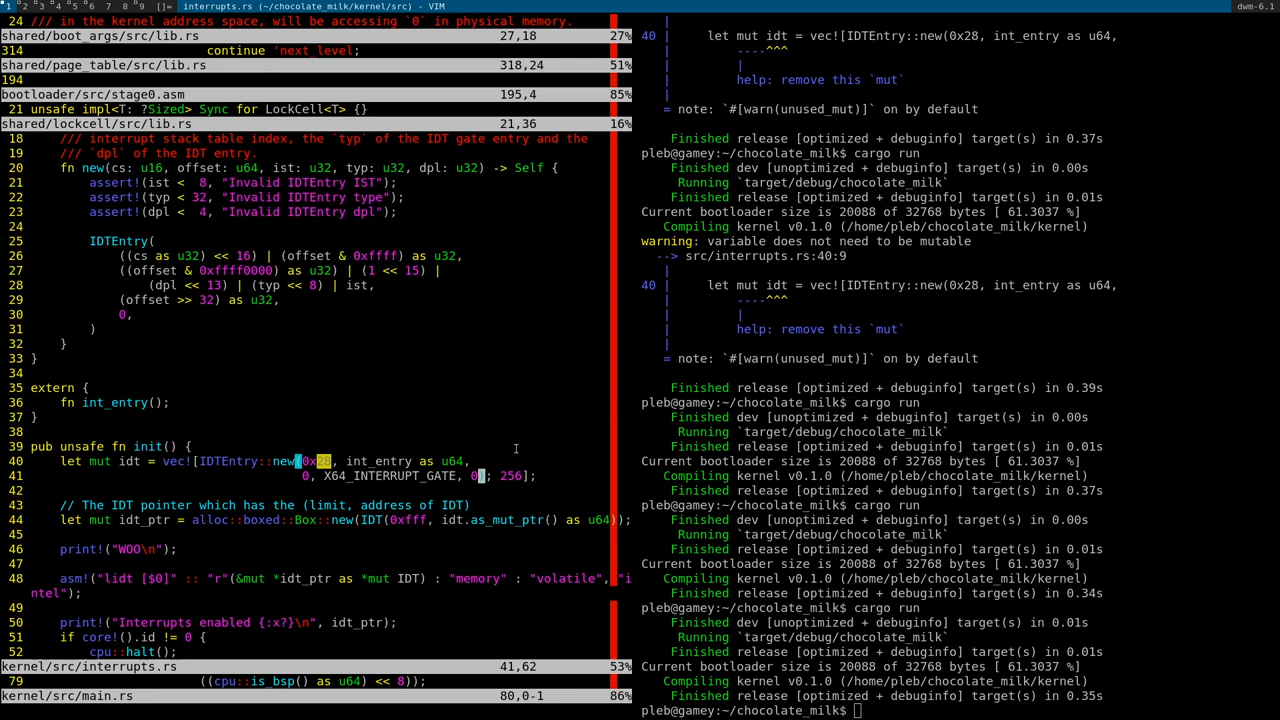 1 2 3 4 5 6 7 8 9 []= interrupts.rs (~/chocolate_milk/kernel/src) - VIM dwm-6.1
24 /// in the kernel address space, will be accessing `0` in physical memory.
shared/boot_args/src/lib.rs 27,18 27%
314 continue 'next_level;
shared/page_table/src/lib.rs 318,24 51%
194
bootloader/src/stage0.asm 195,4 85%
21 unsafe impl<T: ?Sized> Sync for LockCell<T> {}
shared/lockcell/src/lib.rs 21,36 16%
18 /// interrupt stack table index, the `typ` of the IDT gate entry and the
19 /// `dpl` of the IDT entry.
20 fn new(cs: u16, offset: u64, ist: u32, typ: u32, dpl: u32) -> Self {
21 assert!(ist <  8, "Invalid IDTEntry IST");
22 assert!(typ < 32, "Invalid IDTEntry type");
23 assert!(dpl <  4, "Invalid IDTEntry dpl");
24
25 IDTEntry(
26 ((cs as u32) << 16) | (offset & 0xffff) as u32,
27 ((offset & 0xffff0000) as u32) | (1 << 15) |
28 (dpl << 13) | (typ << 8) | ist,
29 (offset >> 32) as u32,
30 0,
31 )
32 }
33 }
34
35 extern {
36 fn int_entry();
37 }
38
39 pub unsafe fn init() {
40 let mut idt = vec![IDTEntry::new(0x28, int_entry as u64,
41 0, X64_INTERRUPT_GATE, 0); 256];
42
43 // The IDT pointer which has the (limit, address of IDT)
44 let mut idt_ptr = alloc::boxed::Box::new(IDT(0xfff, idt.as_mut_ptr() as u64));
45
46 print!("WOO\n");
47
48 asm!("lidt [$0]" :: "r"(&mut *idt_ptr as *mut IDT) : "memory" : "volatile", "i
ntel");
49
50 print!("Interrupts enabled {:x?}\n", idt_ptr);
51 if core!().id != 0 {
52 cpu::halt();
kernel/src/interrupts.rs 41,62 53%
79 ((cpu::is_bsp() as u64) << 8));
kernel/src/main.rs 80,0-1 86%
|
40 | let mut idt = vec![IDTEntry::new(0x28, int_entry as u64,
| ----^^^
| |
| help: remove this `mut`
|
= note: `#[warn(unused_mut)]` on by default

Finished release [optimized + debuginfo] target(s) in 0.37s
pleb@gamey:~/chocolate_milk$ cargo run
Finished dev [unoptimized + debuginfo] target(s) in 0.00s
Running `target/debug/chocolate_milk`
Finished release [optimized + debuginfo] target(s) in 0.01s
Current bootloader size is 20088 of 32768 bytes [ 61.3037 %]
Compiling kernel v0.1.0 (/home/pleb/chocolate_milk/kernel)
warning: variable does not need to be mutable
--> src/interrupts.rs:40:9
|
40 | let mut idt = vec![IDTEntry::new(0x28, int_entry as u64,
| ----^^^
| |
| help: remove this `mut`
|
= note: `#[warn(unused_mut)]` on by default

Finished release [optimized + debuginfo] target(s) in 0.39s
pleb@gamey:~/chocolate_milk$ cargo run
Finished dev [unoptimized + debuginfo] target(s) in 0.00s
Running `target/debug/chocolate_milk`
Finished release [optimized + debuginfo] target(s) in 0.01s
Current bootloader size is 20088 of 32768 bytes [ 61.3037 %]
Compiling kernel v0.1.0 (/home/pleb/chocolate_milk/kernel)
Finished release [optimized + debuginfo] target(s) in 0.37s
pleb@gamey:~/chocolate_milk$ cargo run
Finished dev [unoptimized + debuginfo] target(s) in 0.00s
Running `target/debug/chocolate_milk`
Finished release [optimized + debuginfo] target(s) in 0.01s
Current bootloader size is 20088 of 32768 bytes [ 61.3037 %]
Compiling kernel v0.1.0 (/home/pleb/chocolate_milk/kernel)
Finished release [optimized + debuginfo] target(s) in 0.34s
pleb@gamey:~/chocolate_milk$ cargo run
Finished dev [unoptimized + debuginfo] target(s) in 0.01s
Running `target/debug/chocolate_milk`
Finished release [optimized + debuginfo] target(s) in 0.01s
Current bootloader size is 20088 of 32768 bytes [ 61.3037 %]
Compiling kernel v0.1.0 (/home/pleb/chocolate_milk/kernel)
Finished release [optimized + debuginfo] target(s) in 0.35s
pleb@gamey:~/chocolate_milk$